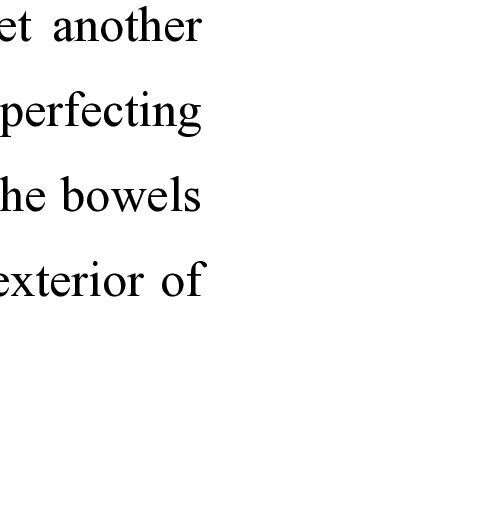 et another
perfecting
he bowels
exterior of